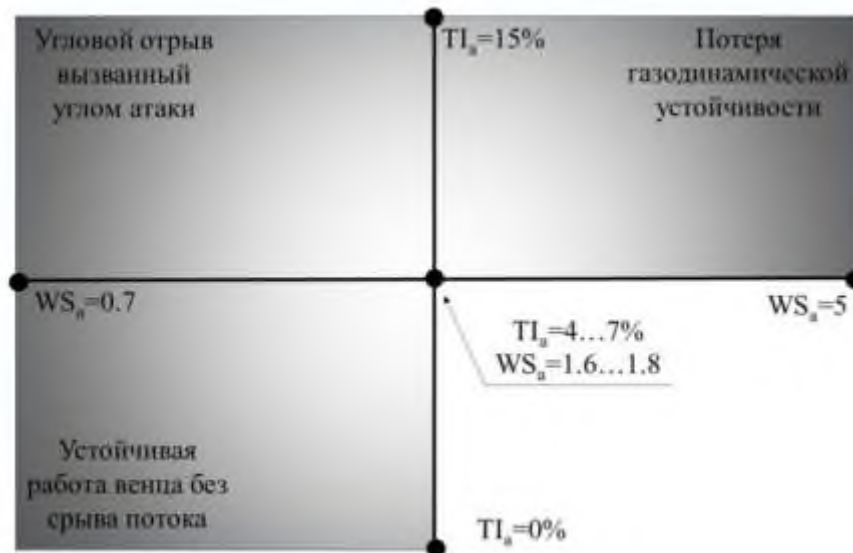 Угловой отрыв
вызванный
углом атаки
TIa=15%
Потеря
газодинамической
устойчивости
WSa=0.7
WSa=5
TIa=4...7%
WSa=1.6...1.8
Устойчивая
работа венца без
срыва потока
TIa=0%